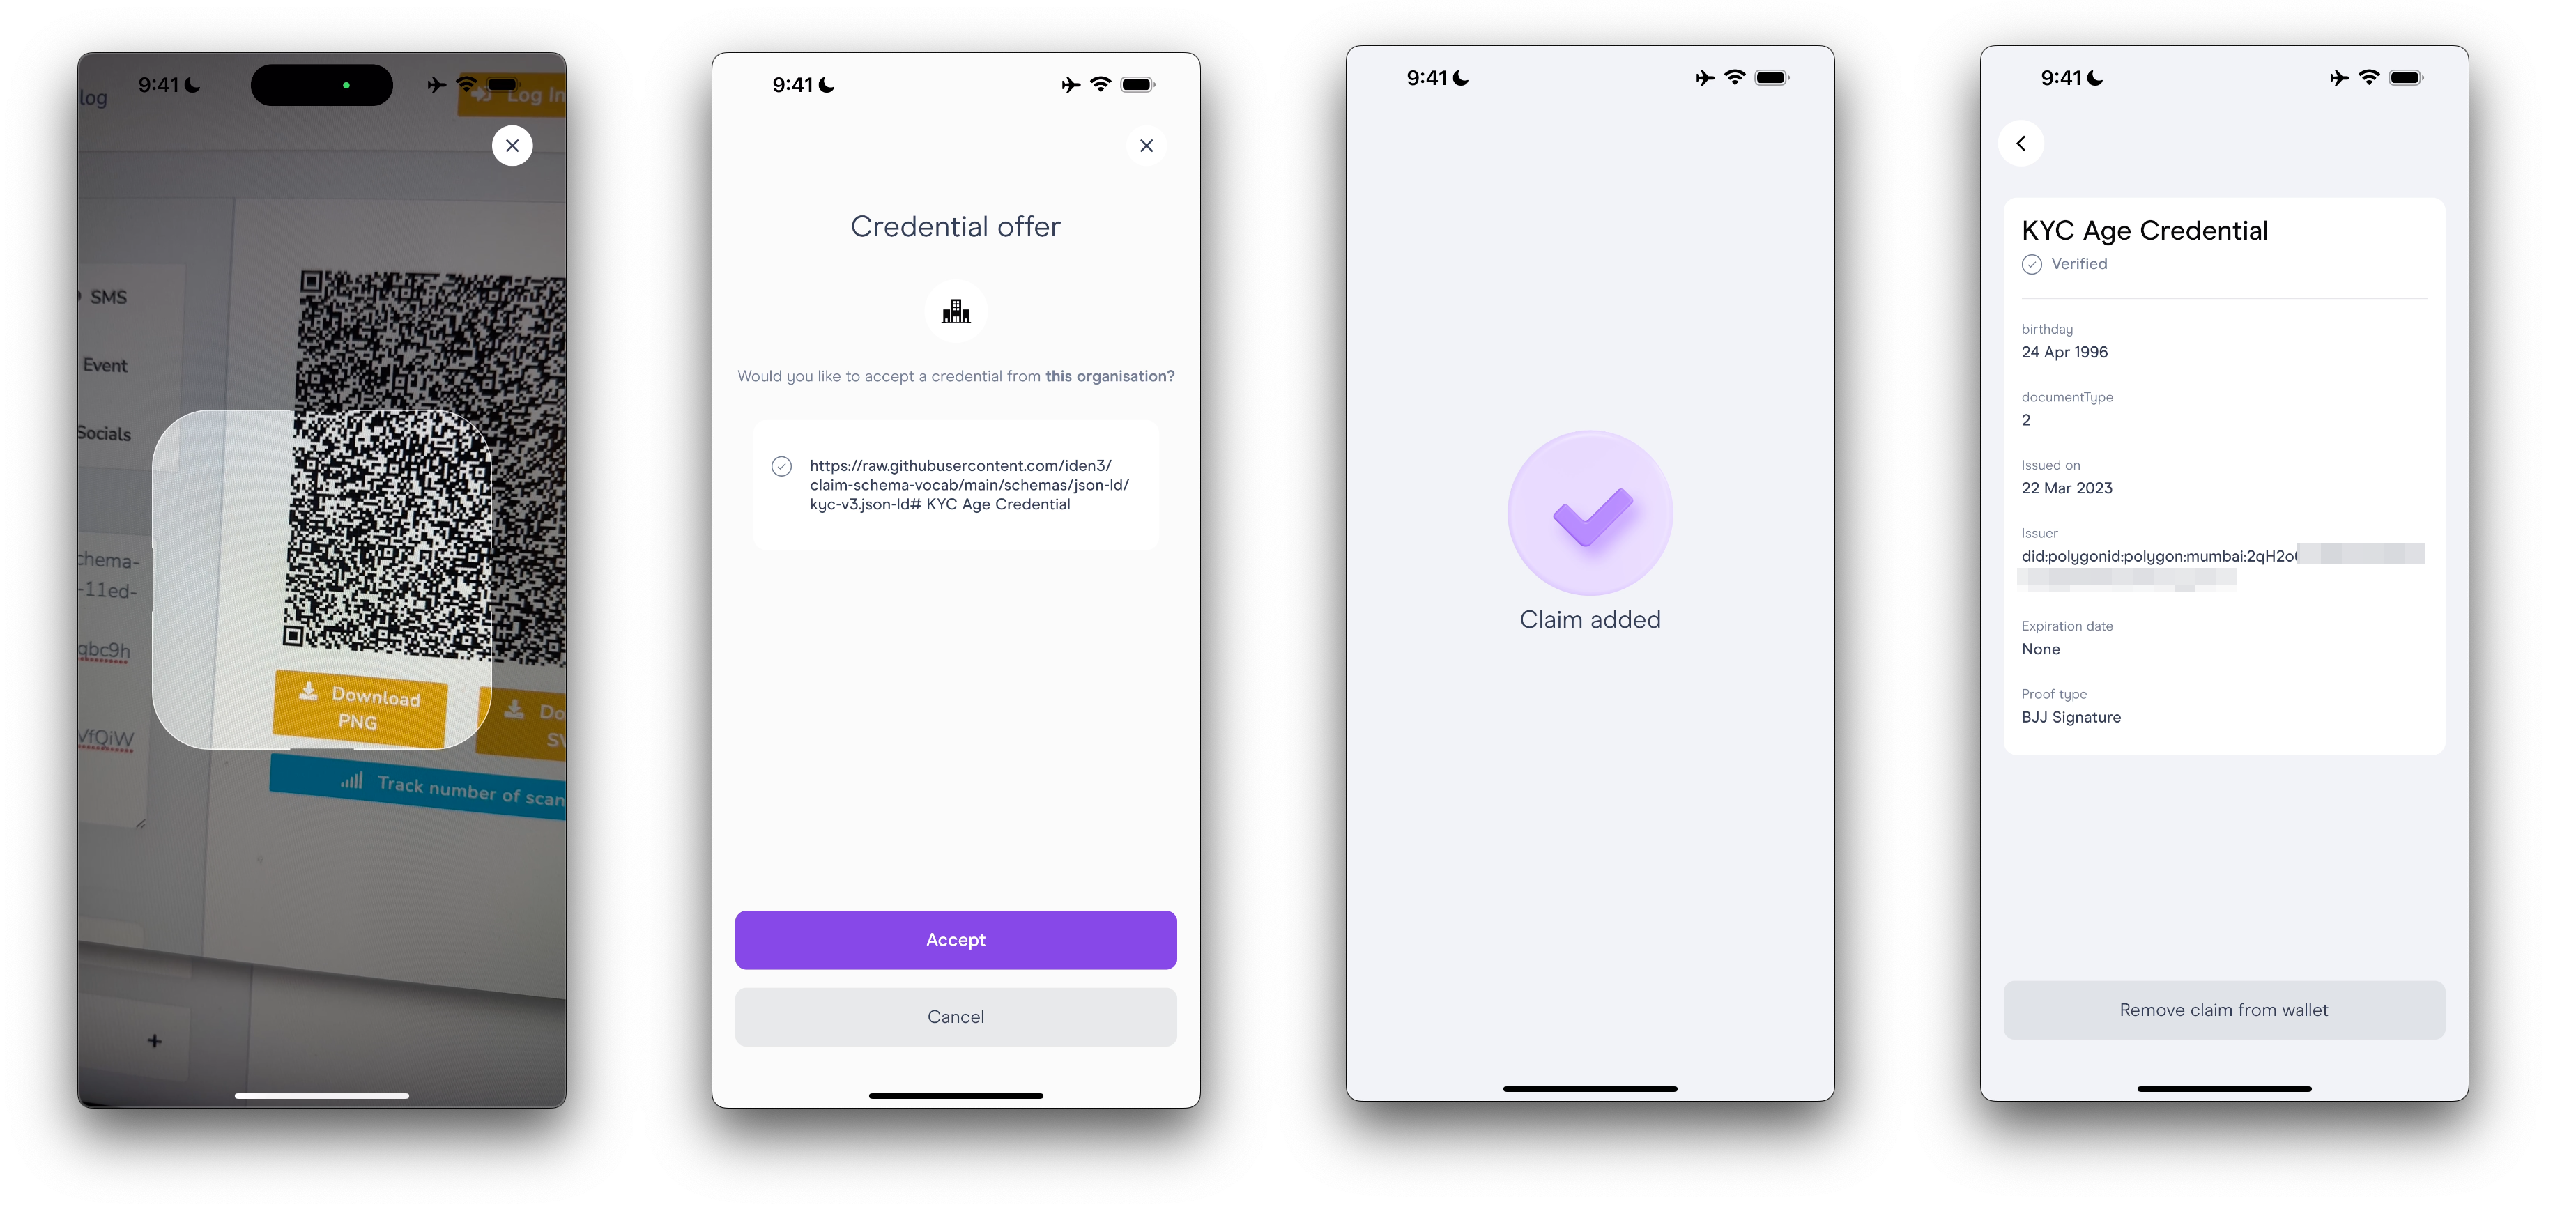 9:41
log
Log In
SMS
Event
Socials
chema-
-11ed-
qbc9h
VfQiW
Download
PNG
Do
SV
Track number of scan
+
9:41
Credential offer
Would you like to accept a credential from this organisation?
https://raw.githubusercontent.com/iden3/
claim-schema-vocab/main/schemas/json-ld/
kyc-v3.json-ld# KYC Age Credential
Accept
Cancel
9:41
Claim added
9:41
KYC Age Credential
Verified
birthday
24 Apr 1996
documentType
2
Issued on
22 Mar 2023
Issuer
did:polygonid:polygon:mumbai:2qH2o
Expiration date
None
Proof type
BJJ Signature
Remove claim from wallet